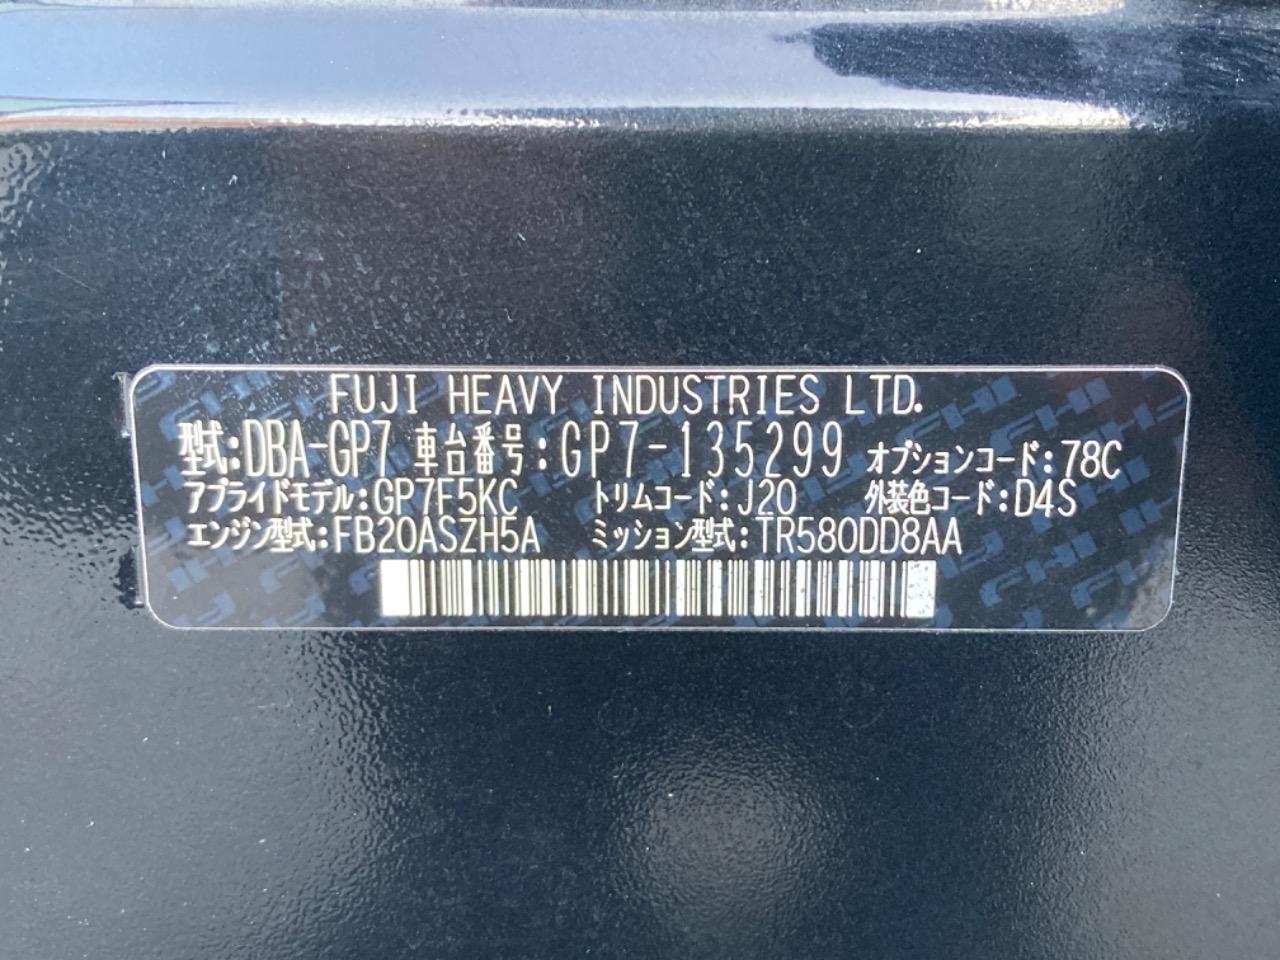 FUJI HEAVY INDUSTRIES LTD.
型式:DBA-GP7 車台番号:GP7-135299 オプションコード:78C
アプライドモデル:GP7F5KC トリムコード:J20 外装色コード:D4S
エンジン型式:FB20ASZH5A ミッション型式:TR580DD8AA